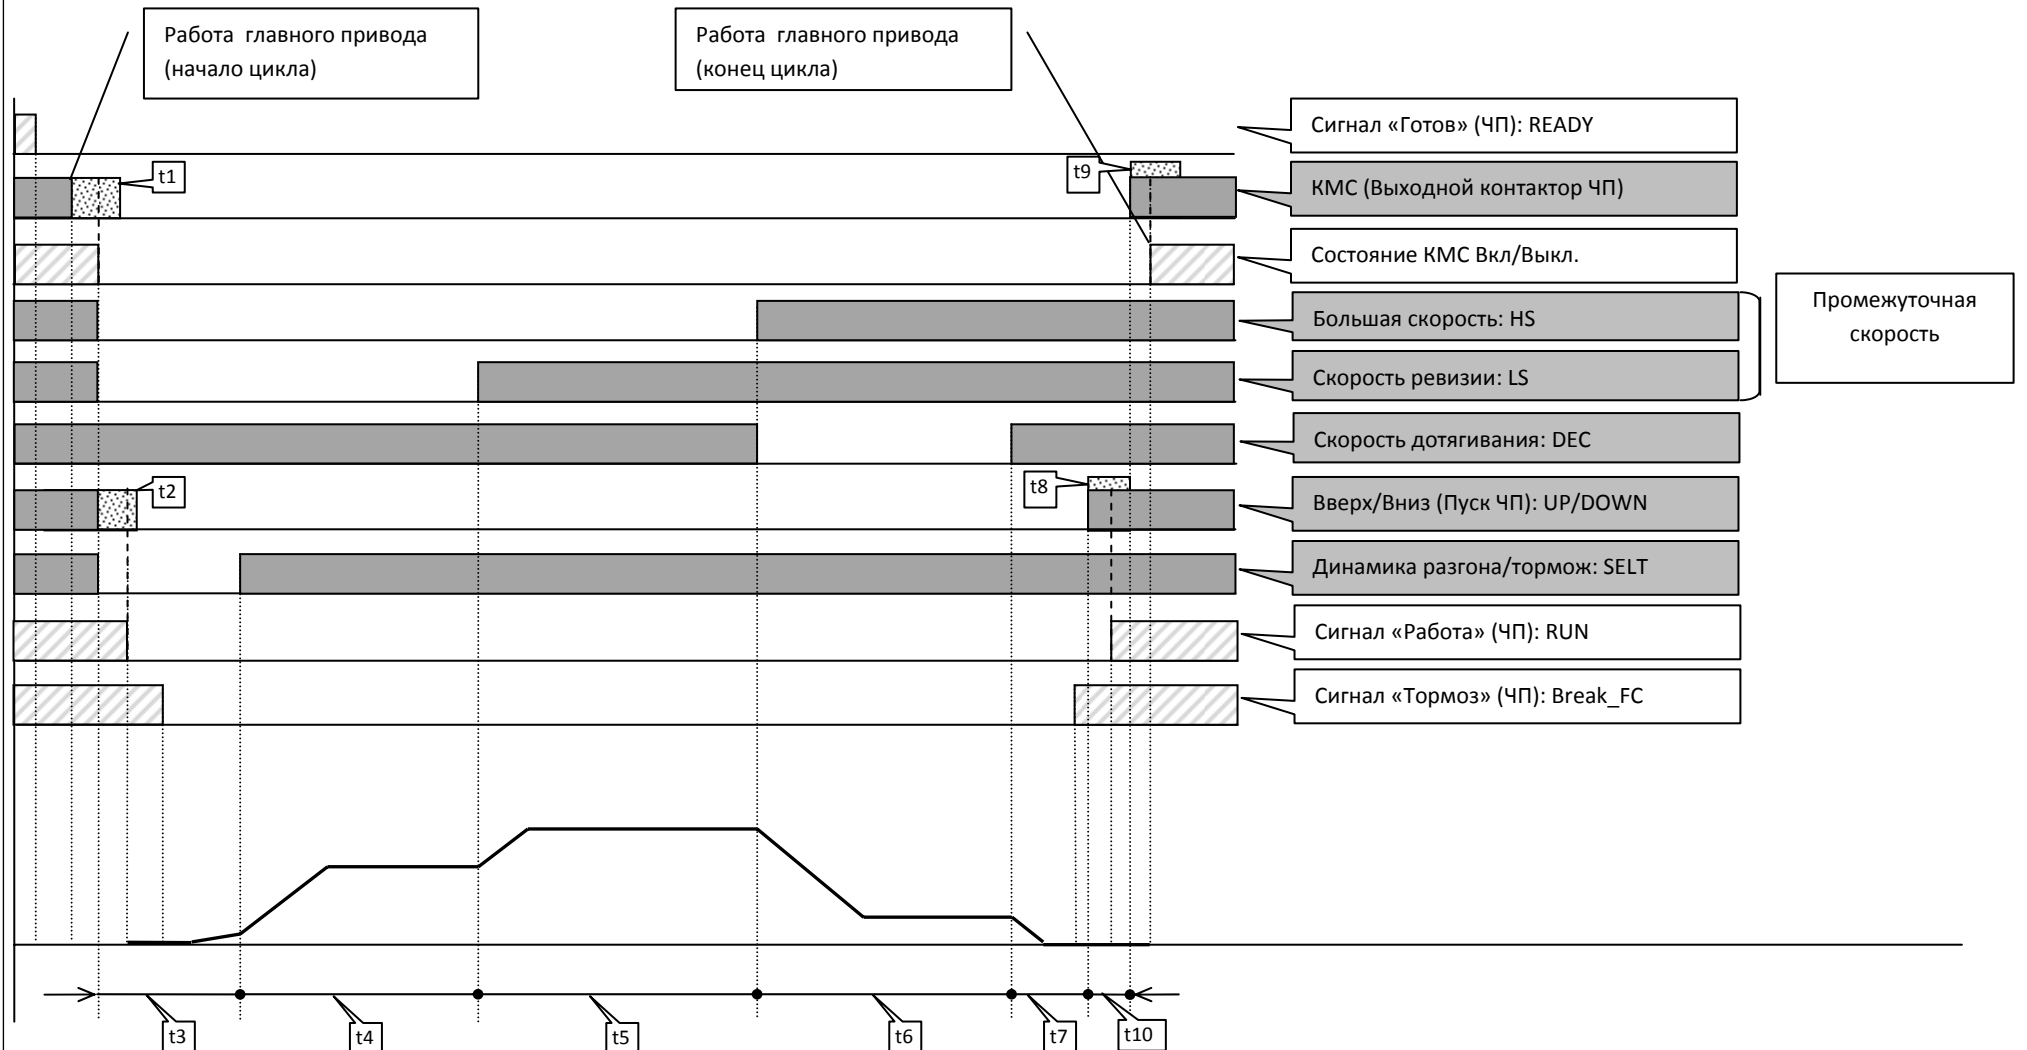 Работа главного привода
(начало цикла)
Работа главного привода
(конец цикла)
Сигнал «Готов» (ЧП): READY
t1
t9
КМС (Выходной контактор ЧП)
Состояние КМС Вкл/Выкл.
Промежуточная
скорость
Большая скорость: HS
Скорость ревизии: LS
Скорость дотягивания: DEC
t2
t8
Вверх/Вниз (Пуск ЧП): UP/DOWN
Динамика разгона/тормож: SELT
Сигнал «Работа» (ЧП): RUN
Сигнал «Тормоз» (ЧП): Break_FC
t3
t4
t5
t6
t7
t10